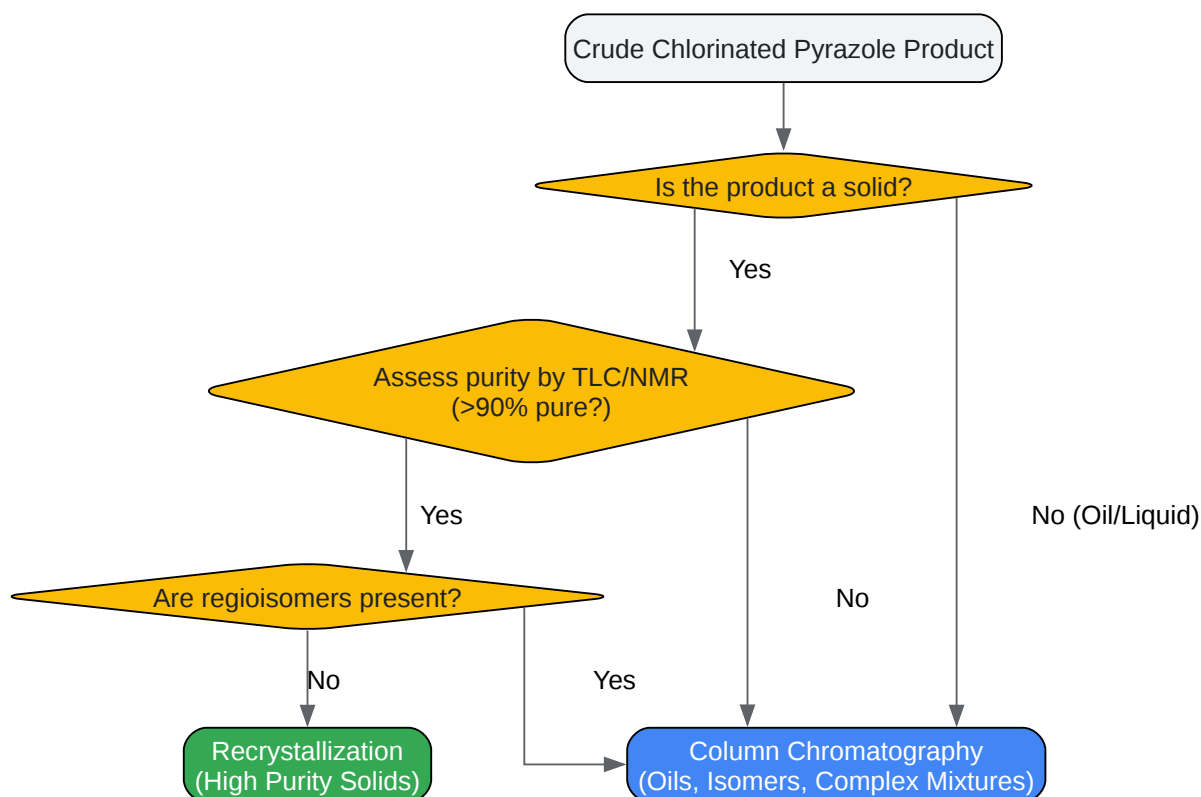 Crude Chlorinated Pyrazole Product
Is the product a solid?
Yes
Assess purity by TLC/NMR
(>90% pure?)
Yes
No (Oil/Liquid)
Are regioisomers present?
No
No
Yes
Recrystallization
(High Purity Solids)
Column Chromatography
(Oils, Isomers, Complex Mixtures)